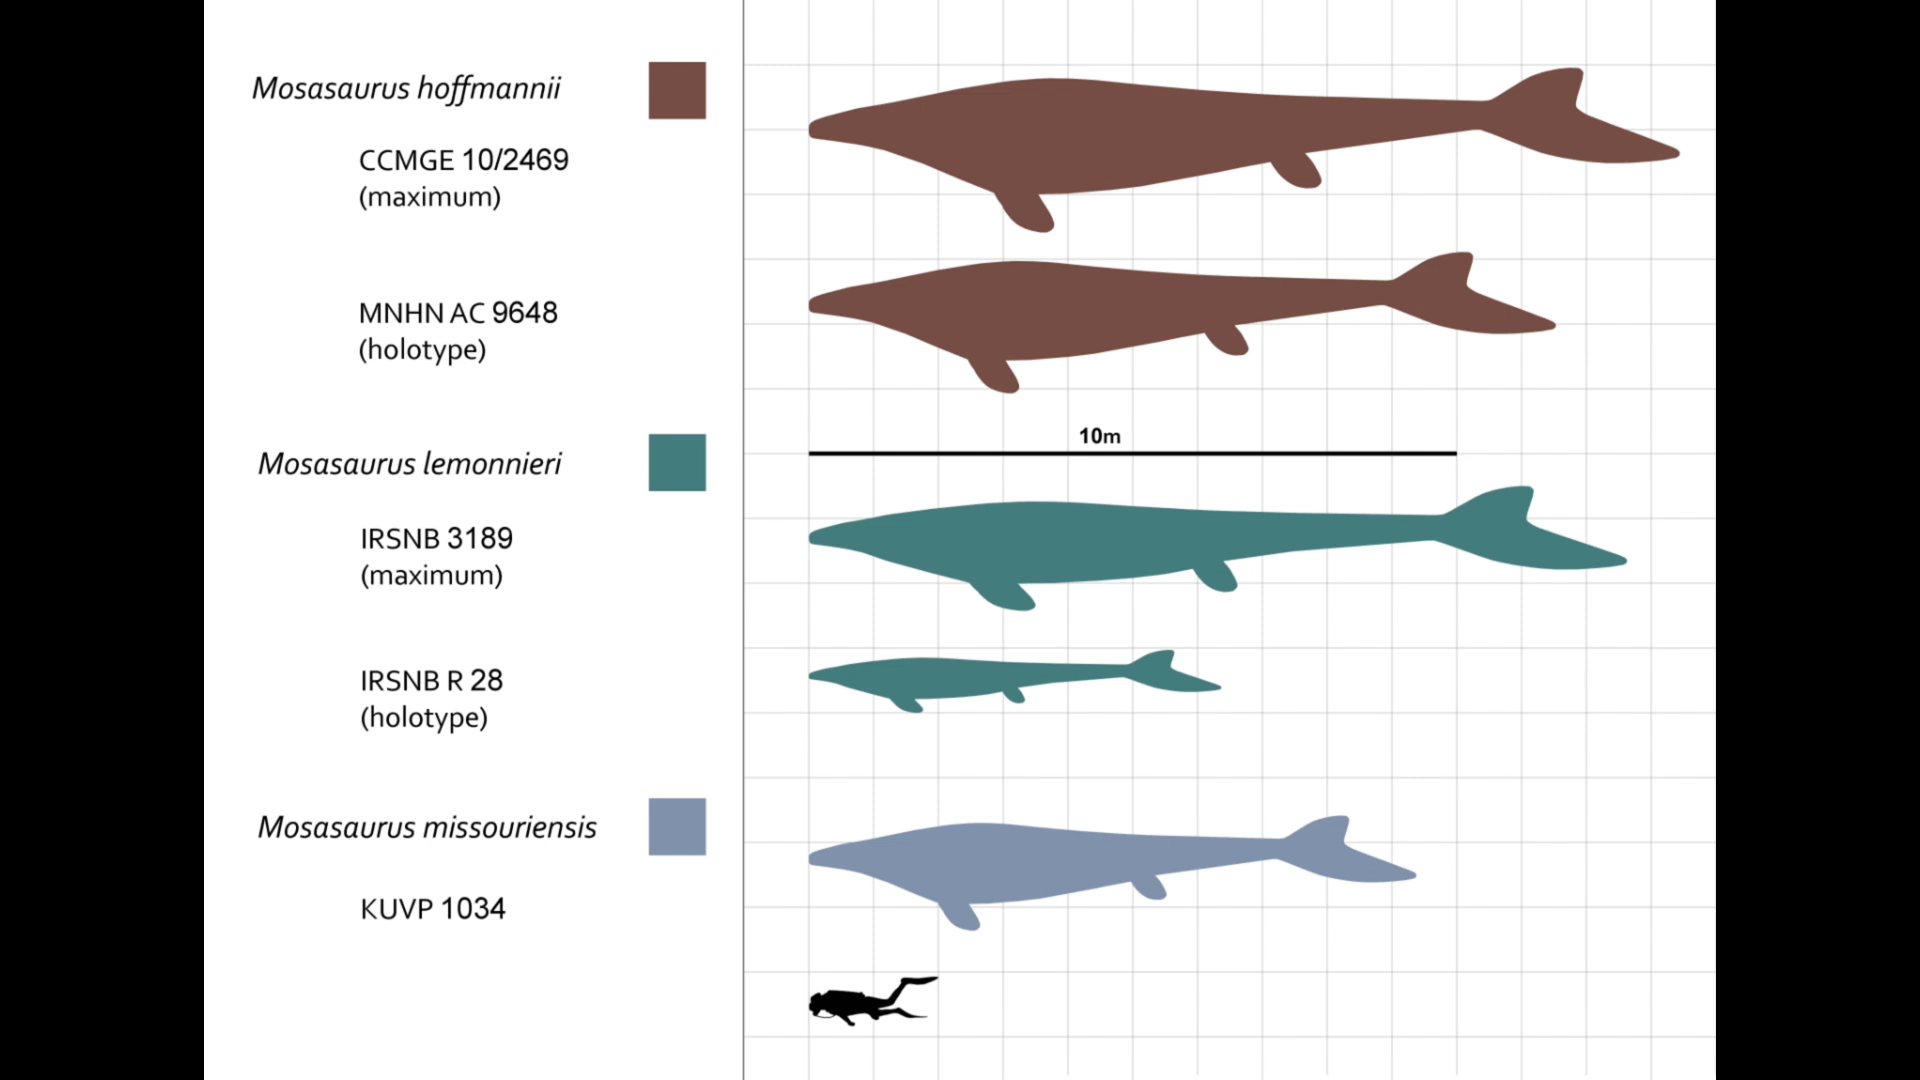 Mosasaurus hoffmannii
CCMGE 10/2469
(maximum)
MNHN AC 9648
(holotype)
10m
Mosasaurus lemonnieri
IRSNB 3189
(maximum)
IRSNB R 28
(holotype)
Mosasaurus missouriensis
KUVP 1034